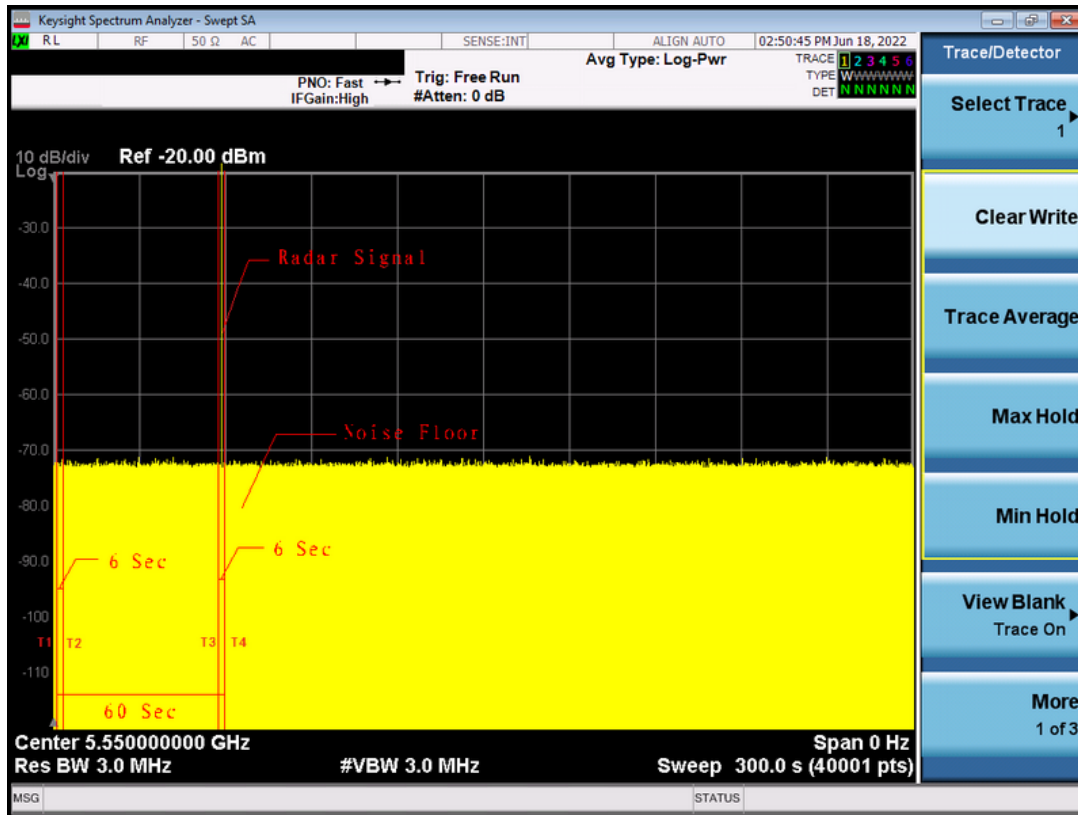 Keysight Spectrum Analyzer - Swept SA
LXI RL RF 50 Ω AC SENSE:INT ALIGN AUTO 02:50:45 PM Jun 18, 2022
PNO: Fast
IFGain:High
Trig: Free Run
#Atten: 0 dB
Avg Type: Log-Pwr
TRACE 1 2 3 4 5 6
TYPE WWWWWW
DET N N N N N N
10 dB/div Ref -20.00 dBm
Log
-30.0
Radar Signal
-40.0
-50.0
-60.0
Noise Floor
-70.0
-80.0
6 Sec
6 Sec
-90.0
-100
T1 T2 T3 T4
-110
60 Sec
Center 5.550000000 GHz Span 0 Hz
Res BW 3.0 MHz #VBW 3.0 MHz Sweep 300.0 s (40001 pts)
MSG STATUS
Trace/Detector
Select Trace
1
Clear Write
Trace Average
Max Hold
Min Hold
View Blank
Trace On
More
1 of 3